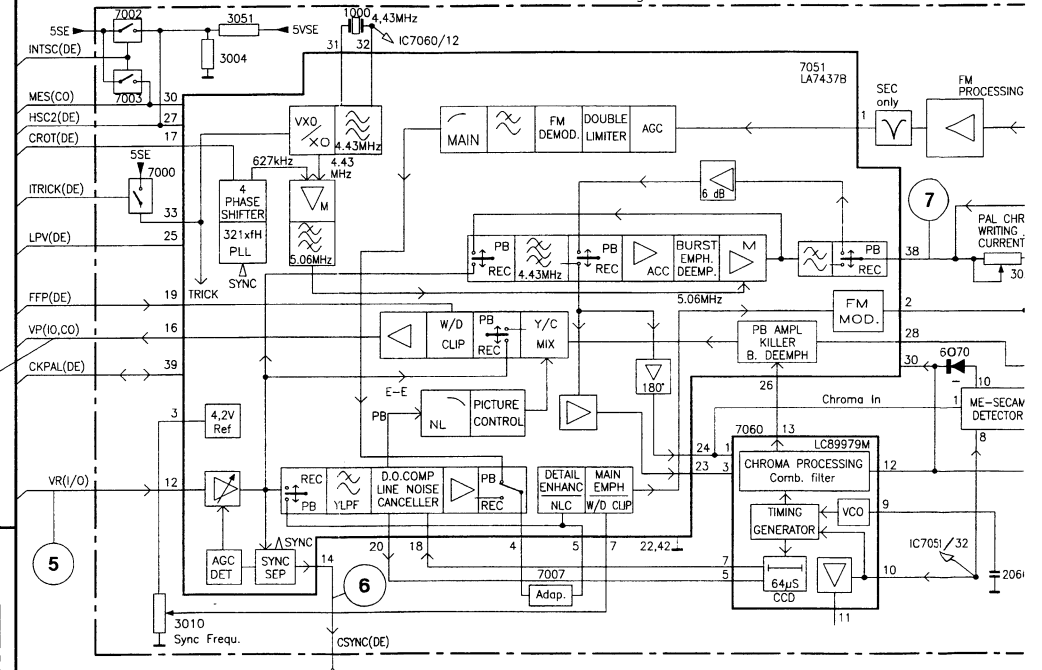 7002
5SE
3051
5VSE
INTSC(DE)
3004
7003
1000
4,43MHz
31
32
IC7060/12
7051
LA7437B
MES(CO)
30
HSC2(DE)
27
CROT(DE)
17
5SE
7000
ITRICK(DE)
33
LPV(DE)
25
TRICK
VXO/XO
4.43MHz
627kHz
4.43
MHz
4
PHASE
SHIFTER
321xfH
PLL
SYNC
M
5.06MHz
MAIN
FM
DEMOD.
DOUBLE
LIMITER
AGC
1
SEC
only
FM
PROCESSING
6 dB
7
PB
REC
4.43MHz
PB
REC
ACC
BURST
EMPH.
DEEMP.
M
PB
REC
38
PAL CHR
WRITING
CURRENT
30
5.06MHz
FFP(DE)
19
VP(IO,CO)
16
CKPAL(DE)
39
W/D
CLIP
PB
REC
Y/C
MIX
E-E
PB AMPL
KILLER
B. DEEMPH
FM
MOD.
2
28
30
6070
10
26
180°
3
4,2V
Ref
PB
NL
PICTURE
CONTROL
Chroma In
1
ME-SECAM
DETECTOR
8
VR(I/O)
12
REC
PB
YLPF
D.O.COMP
LINE NOISE
CANCELLER
PB
REC
DETAIL
ENHANC
NLC
MAIN
EMPH
W/D CLIP
24
23
1
3
7060
13
LC89979M
CHROMA PROCESSING
Comb. filter
12
TIMING
GENERATOR
VCO
9
IC7051/32
5
AGC
DET
SYNC
SEP
SYNC
14
6
20
18
4
5
7
22,42
7007
Adap.
7
5
64µS
CCD
10
11
206
3010
Sync Frequ.
CSYNC(DE)